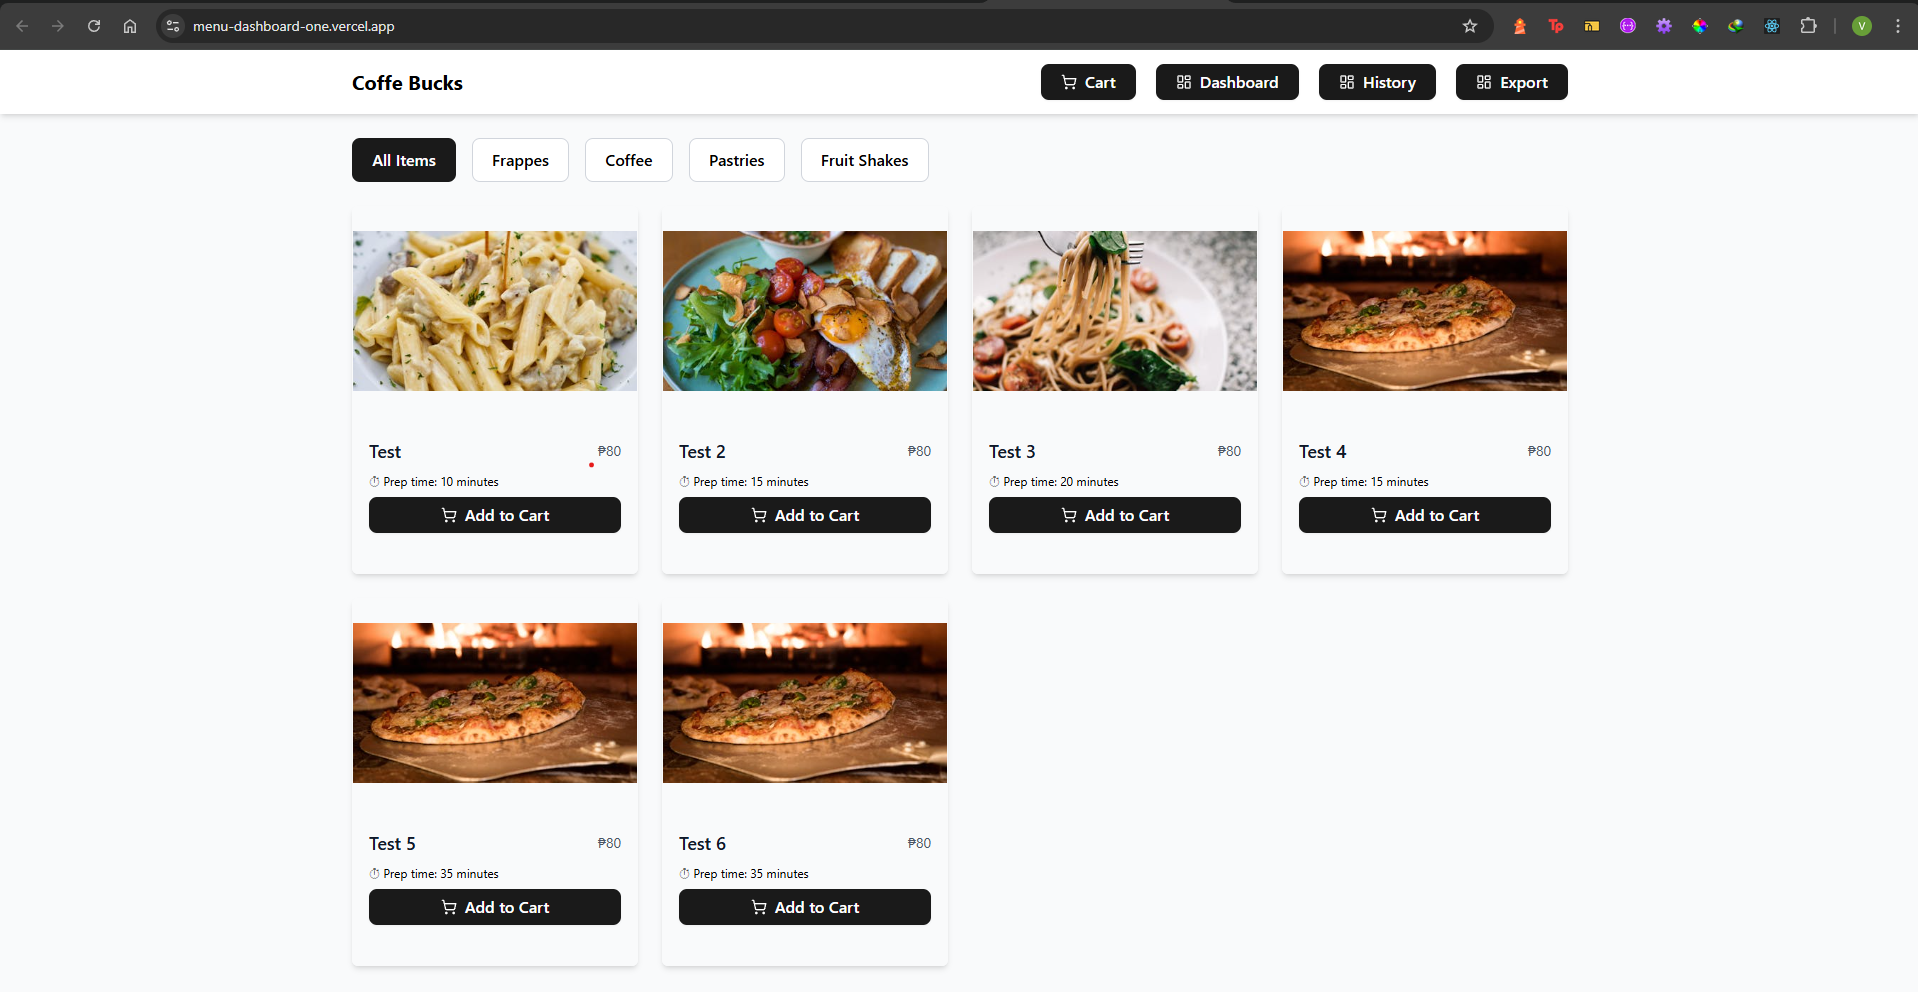 menu-dashboard-one.vercel.app
Tp
V
Coffe Bucks
Cart
Dashboard
History
Export
All Items
Frappes
Coffee
Pastries
Fruit Shakes
Test ₱80
Prep time: 10 minutes
Add to Cart
Test 2 ₱80
Prep time: 15 minutes
Add to Cart
Test 3 ₱80
Prep time: 20 minutes
Add to Cart
Test 4 ₱80
Prep time: 15 minutes
Add to Cart
Test 5 ₱80
Prep time: 35 minutes
Add to Cart
Test 6 ₱80
Prep time: 35 minutes
Add to Cart